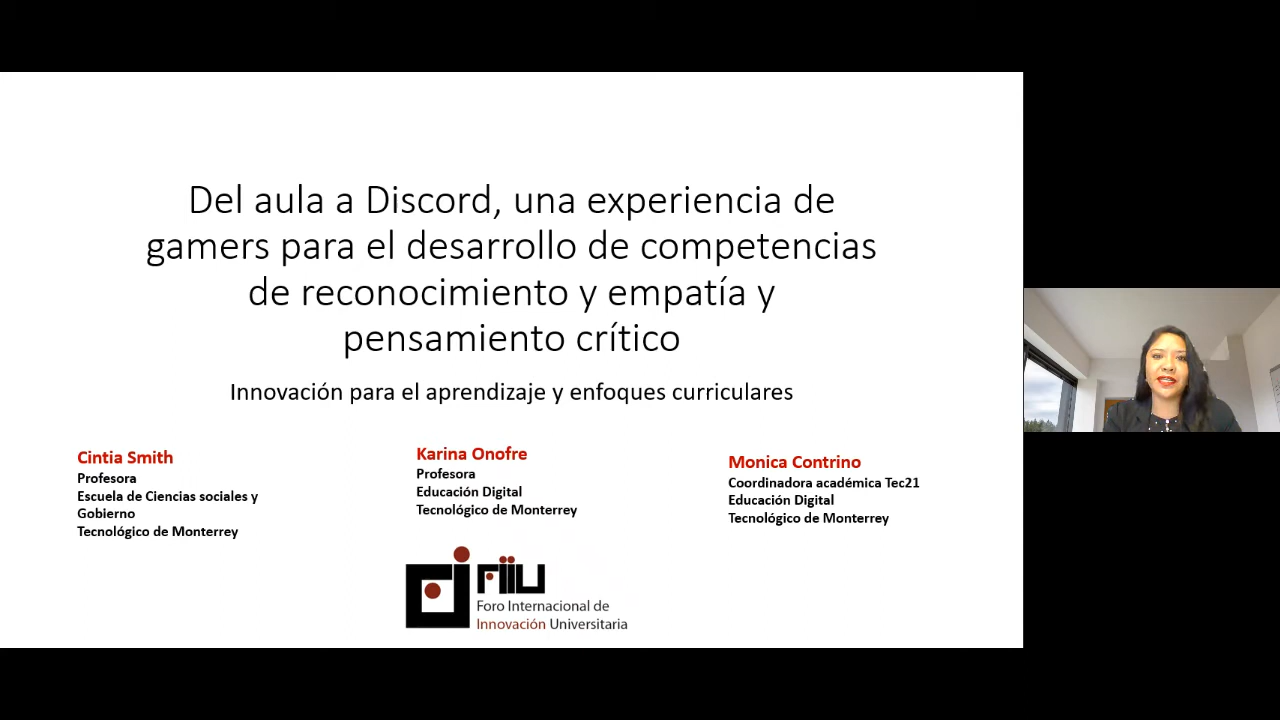 Del aula a Discord, una experiencia de
gamers para el desarrollo de competencias
de reconocimiento y empatía y
pensamiento crítico
Innovación para el aprendizaje y enfoques curriculares
Cintia Smith
Profesora
Escuela de Ciencias sociales y
Gobierno
Tecnológico de Monterrey
Karina Onofre
Profesora
Educación Digital
Tecnológico de Monterrey
Monica Contrino
Coordinadora académica Tec21
Educación Digital
Tecnológico de Monterrey
FIIU
Foro Internacional de
Innovación Universitaria